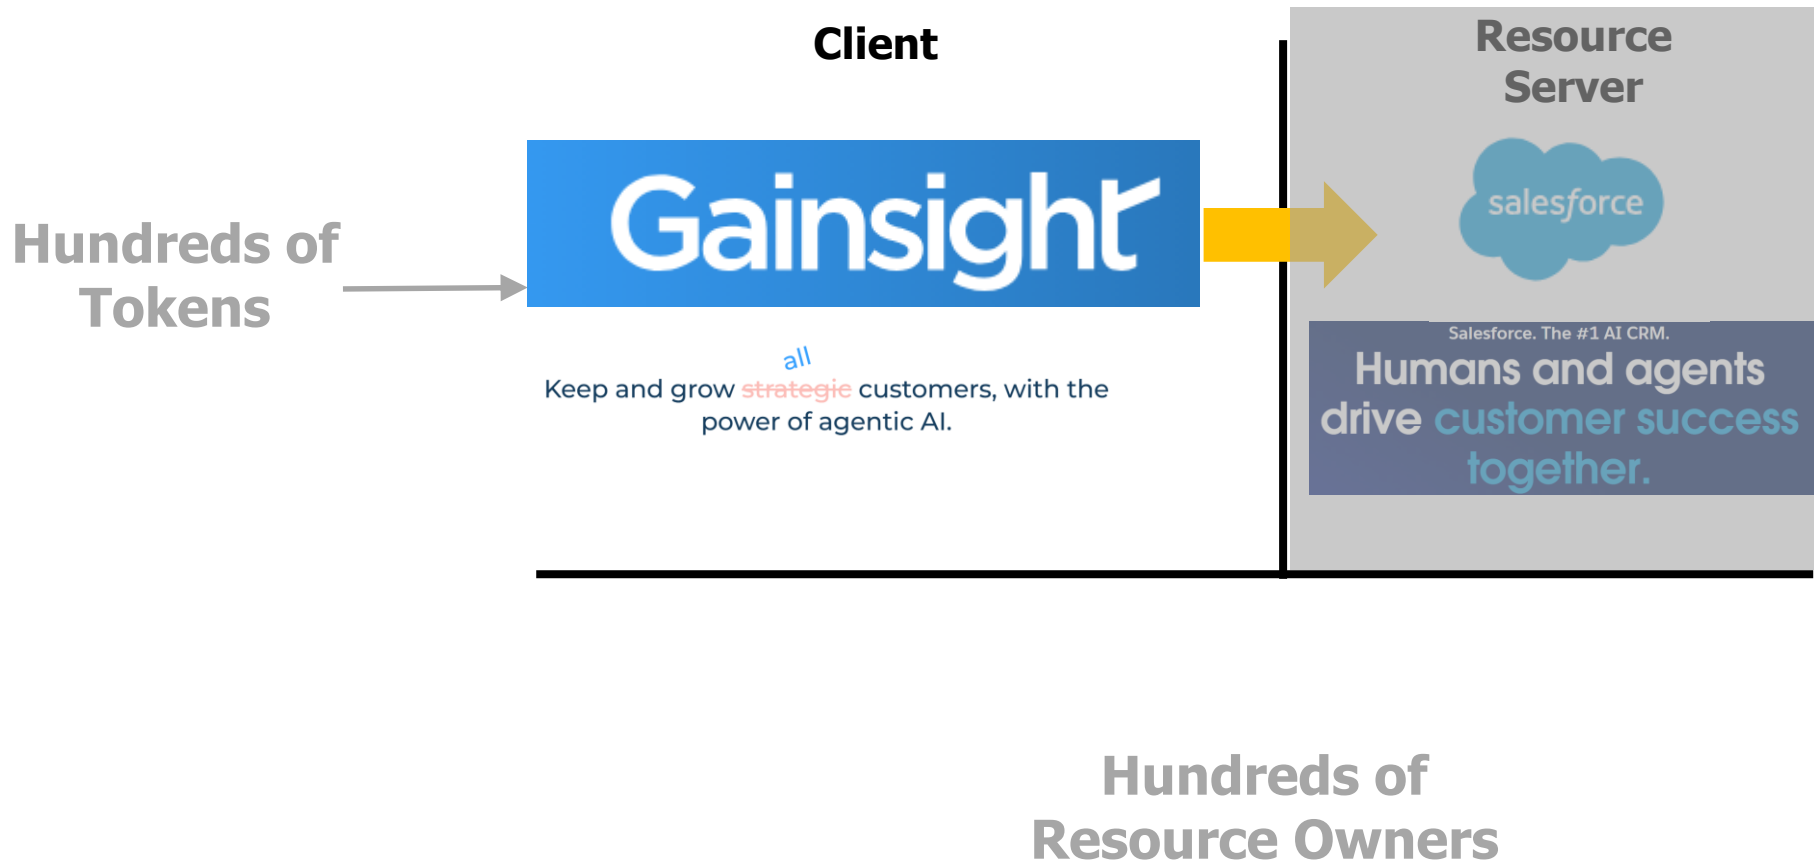 Client
Resource
Server
Gainsight
salesforce
Hundreds of
Tokens
all
Keep and grow strategic customers, with the
power of agentic AI.
Salesforce. The #1 AI CRM.
Humans and agents
drive customer success
together.
Hundreds of
Resource Owners